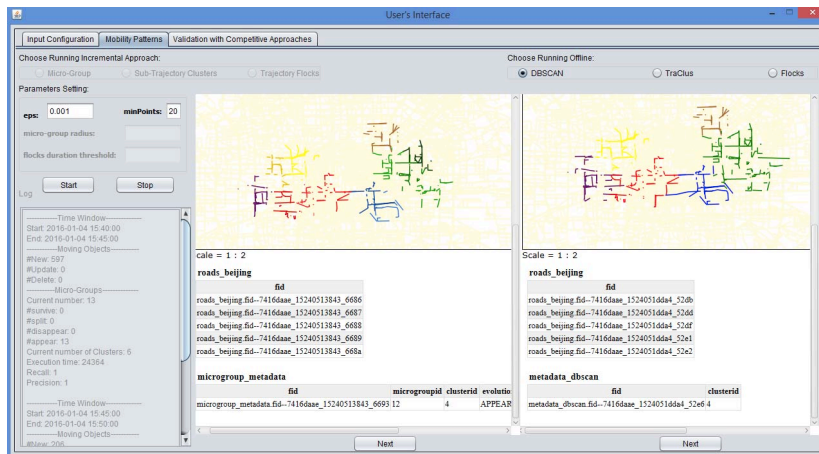 User's Interface
Input Configuration Mobility Patterns Validation with Competitive Approaches
Choose Running Incremental Approach:
Micro-Group Sub-Trajectory Clusters Trajectory Flocks
Choose Running Offline:
DBSCAN TraClus Flocks
Parameters Setting:
eps: 0.001 minPoints: 20
micro-group radius:
flocks duration threshold:
Start Stop
Log
------------Time Window--------------
Start: 2016-01-04 15:40:00
End: 2016-01-04 15:45:00
------------Moving Objects-----------
#New: 597
#Update: 0
#Delete: 0
------------Micro-Groups------------
Current number: 13
#survive: 0
#split: 0
#disappear: 0
#appear: 13
Current number of Clusters: 6
Execution time: 24364
Recall: 1
Precision: 1
------------Time Window--------------
Start: 2016-01-04 15:45:00
End: 2016-01-04 15:50:00
------------Moving Objects-----------
#New: 206
cale = 1 : 2
roads_beijing
fid
roads_beijing.fid--7416daae_15240513843_6686
roads_beijing.fid--7416daae_15240513843_6687
roads_beijing.fid--7416daae_15240513843_6688
roads_beijing.fid--7416daae_15240513843_6689
roads_beijing.fid--7416daae_15240513843_668a
microgroup_metadata
fid microgroupid clusterid evolution
microgroup_metadata.fid--7416daae_15240513843_6693 12 4 APPEAR
Next
Scale = 1 : 2
roads_beijing
fid
roads_beijing.fid--7416daae_1524051dda4_52db
roads_beijing.fid--7416daae_1524051dda4_52dd
roads_beijing.fid--7416daae_1524051dda4_52df
roads_beijing.fid--7416daae_1524051dda4_52e1
roads_beijing.fid--7416daae_1524051dda4_52e2
metadata_dbscan
fid clusterid
metadata_dbscan.fid--7416daae_1524051dda4_52e6 4
Next